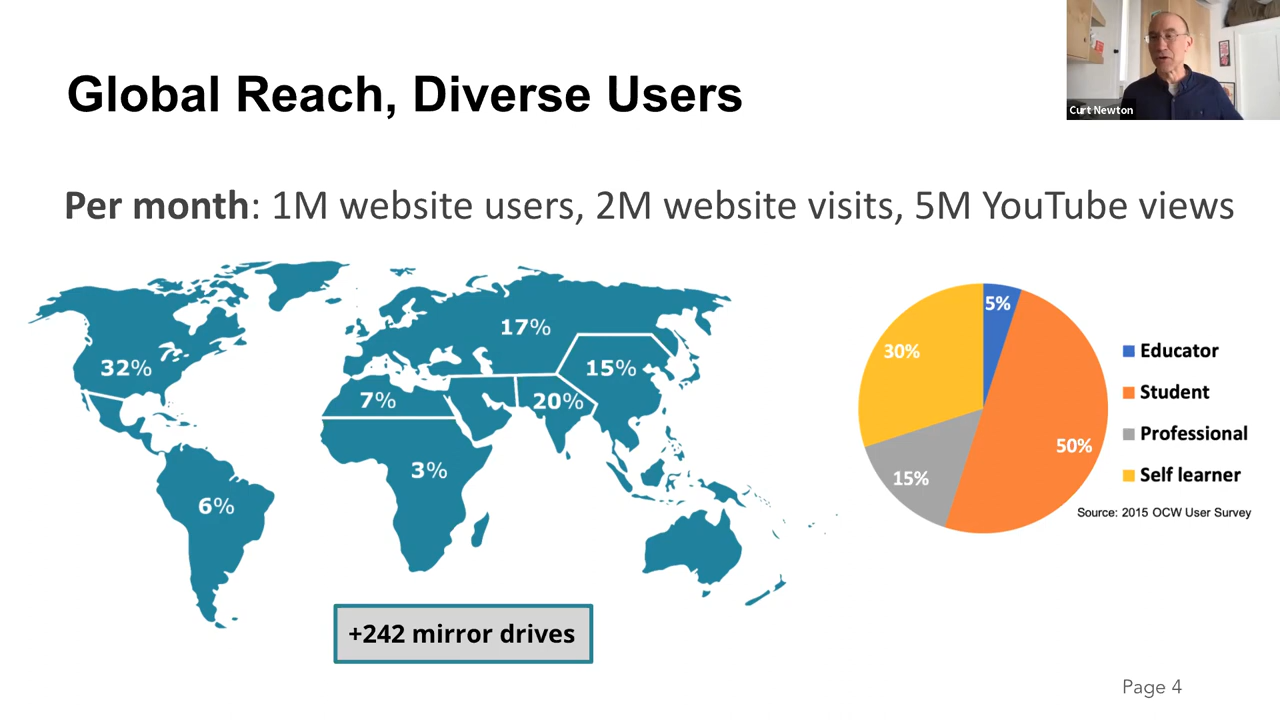 Global Reach, Diverse Users
Curt Newton
Per month: 1M website users, 2M website visits, 5M YouTube views
32%
17%
15%
7%
20%
3%
6%
+242 mirror drives
5%
30%
50%
15%
Educator
Student
Professional
Self learner
Source: 2015 OCW User Survey
Page 4